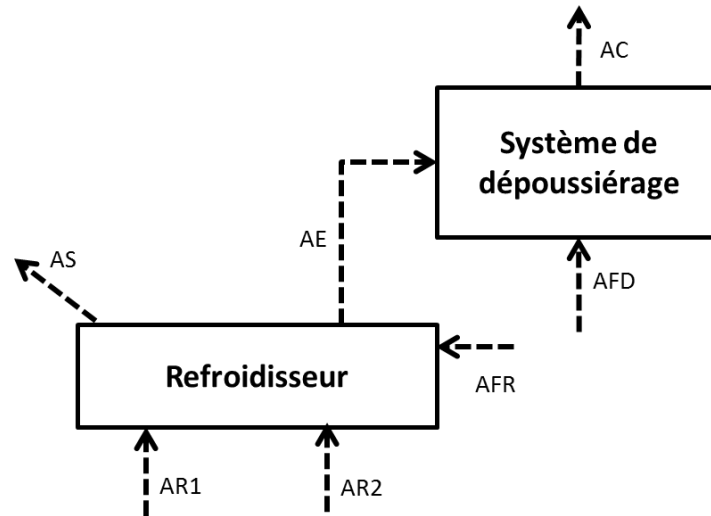 AC
Système de
dépoussiérage
AE
AS
AFD
Refroidisseur
AFR
AR1
AR2